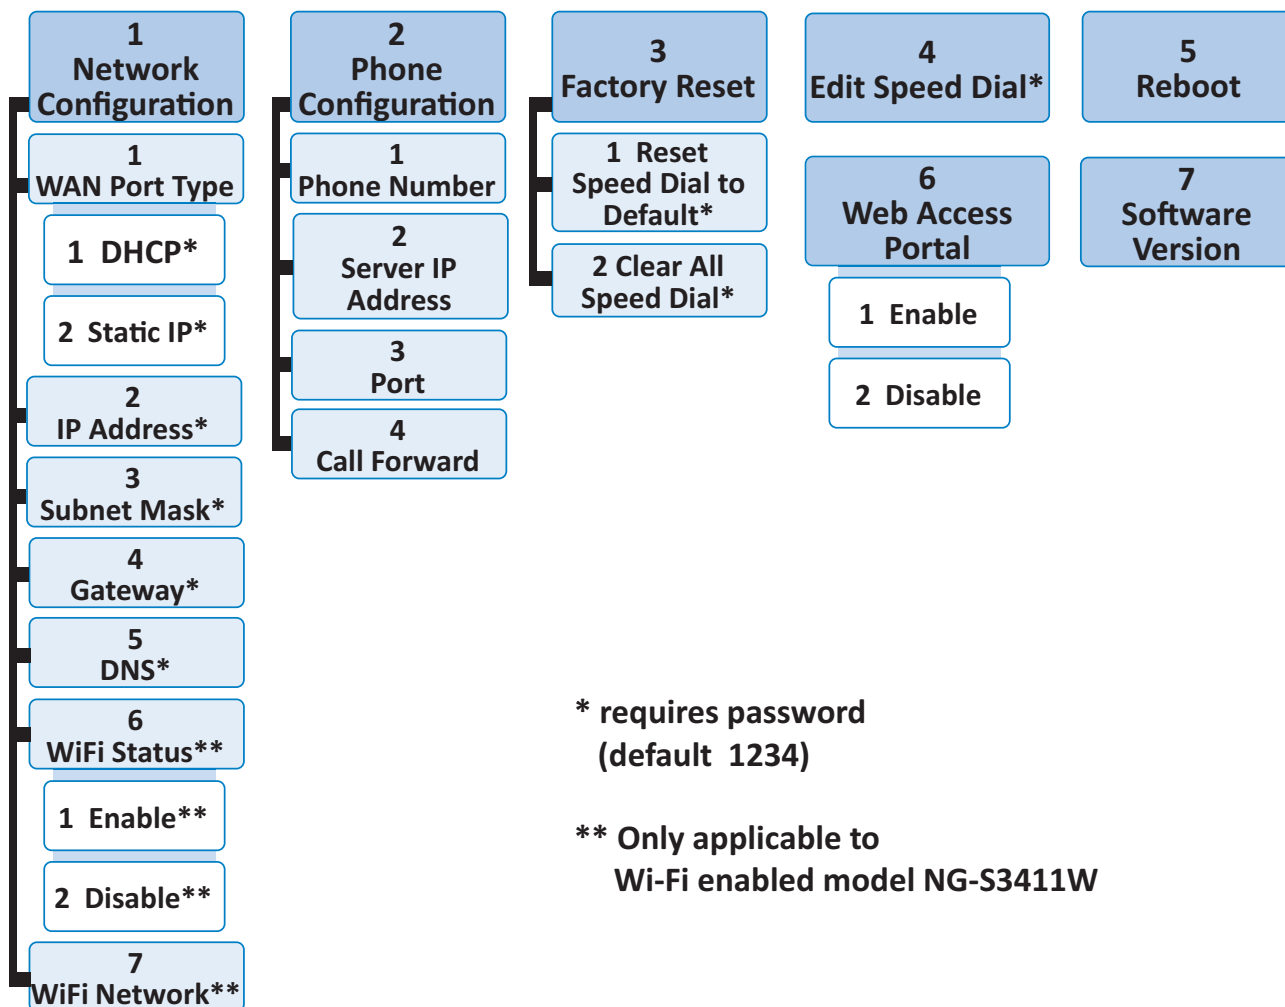 1
Network
Configuration
1
WAN Port Type
1 DHCP*
2 Static IP*
2
IP Address*
3
Subnet Mask*
4
Gateway*
5
DNS*
6
WiFi Status**
1 Enable**
2 Disable**
7
WiFi Network**
2
Phone
Configuration
1
Phone Number
2
Server IP
Address
3
Port
4
Call Forward
3
Factory Reset
1 Reset
Speed Dial to
Default*
2 Clear All
Speed Dial*
4
Edit Speed Dial*
5
Reboot
6
Web Access
Portal
1 Enable
2 Disable
7
Software
Version
* requires password
(default 1234)
** Only applicable to
Wi-Fi enabled model NG-S3411W